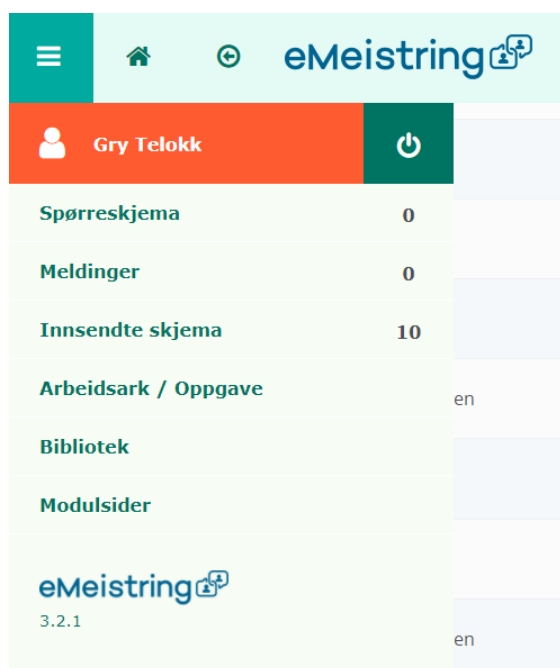 eMeistring
Gry Telokk
Spørreskjema 0
Meldinger 0
Innsendte skjema 10
Arbeidsark / Oppgave
en
Bibliotek
Modulsider
eMeistring
3.2.1
en